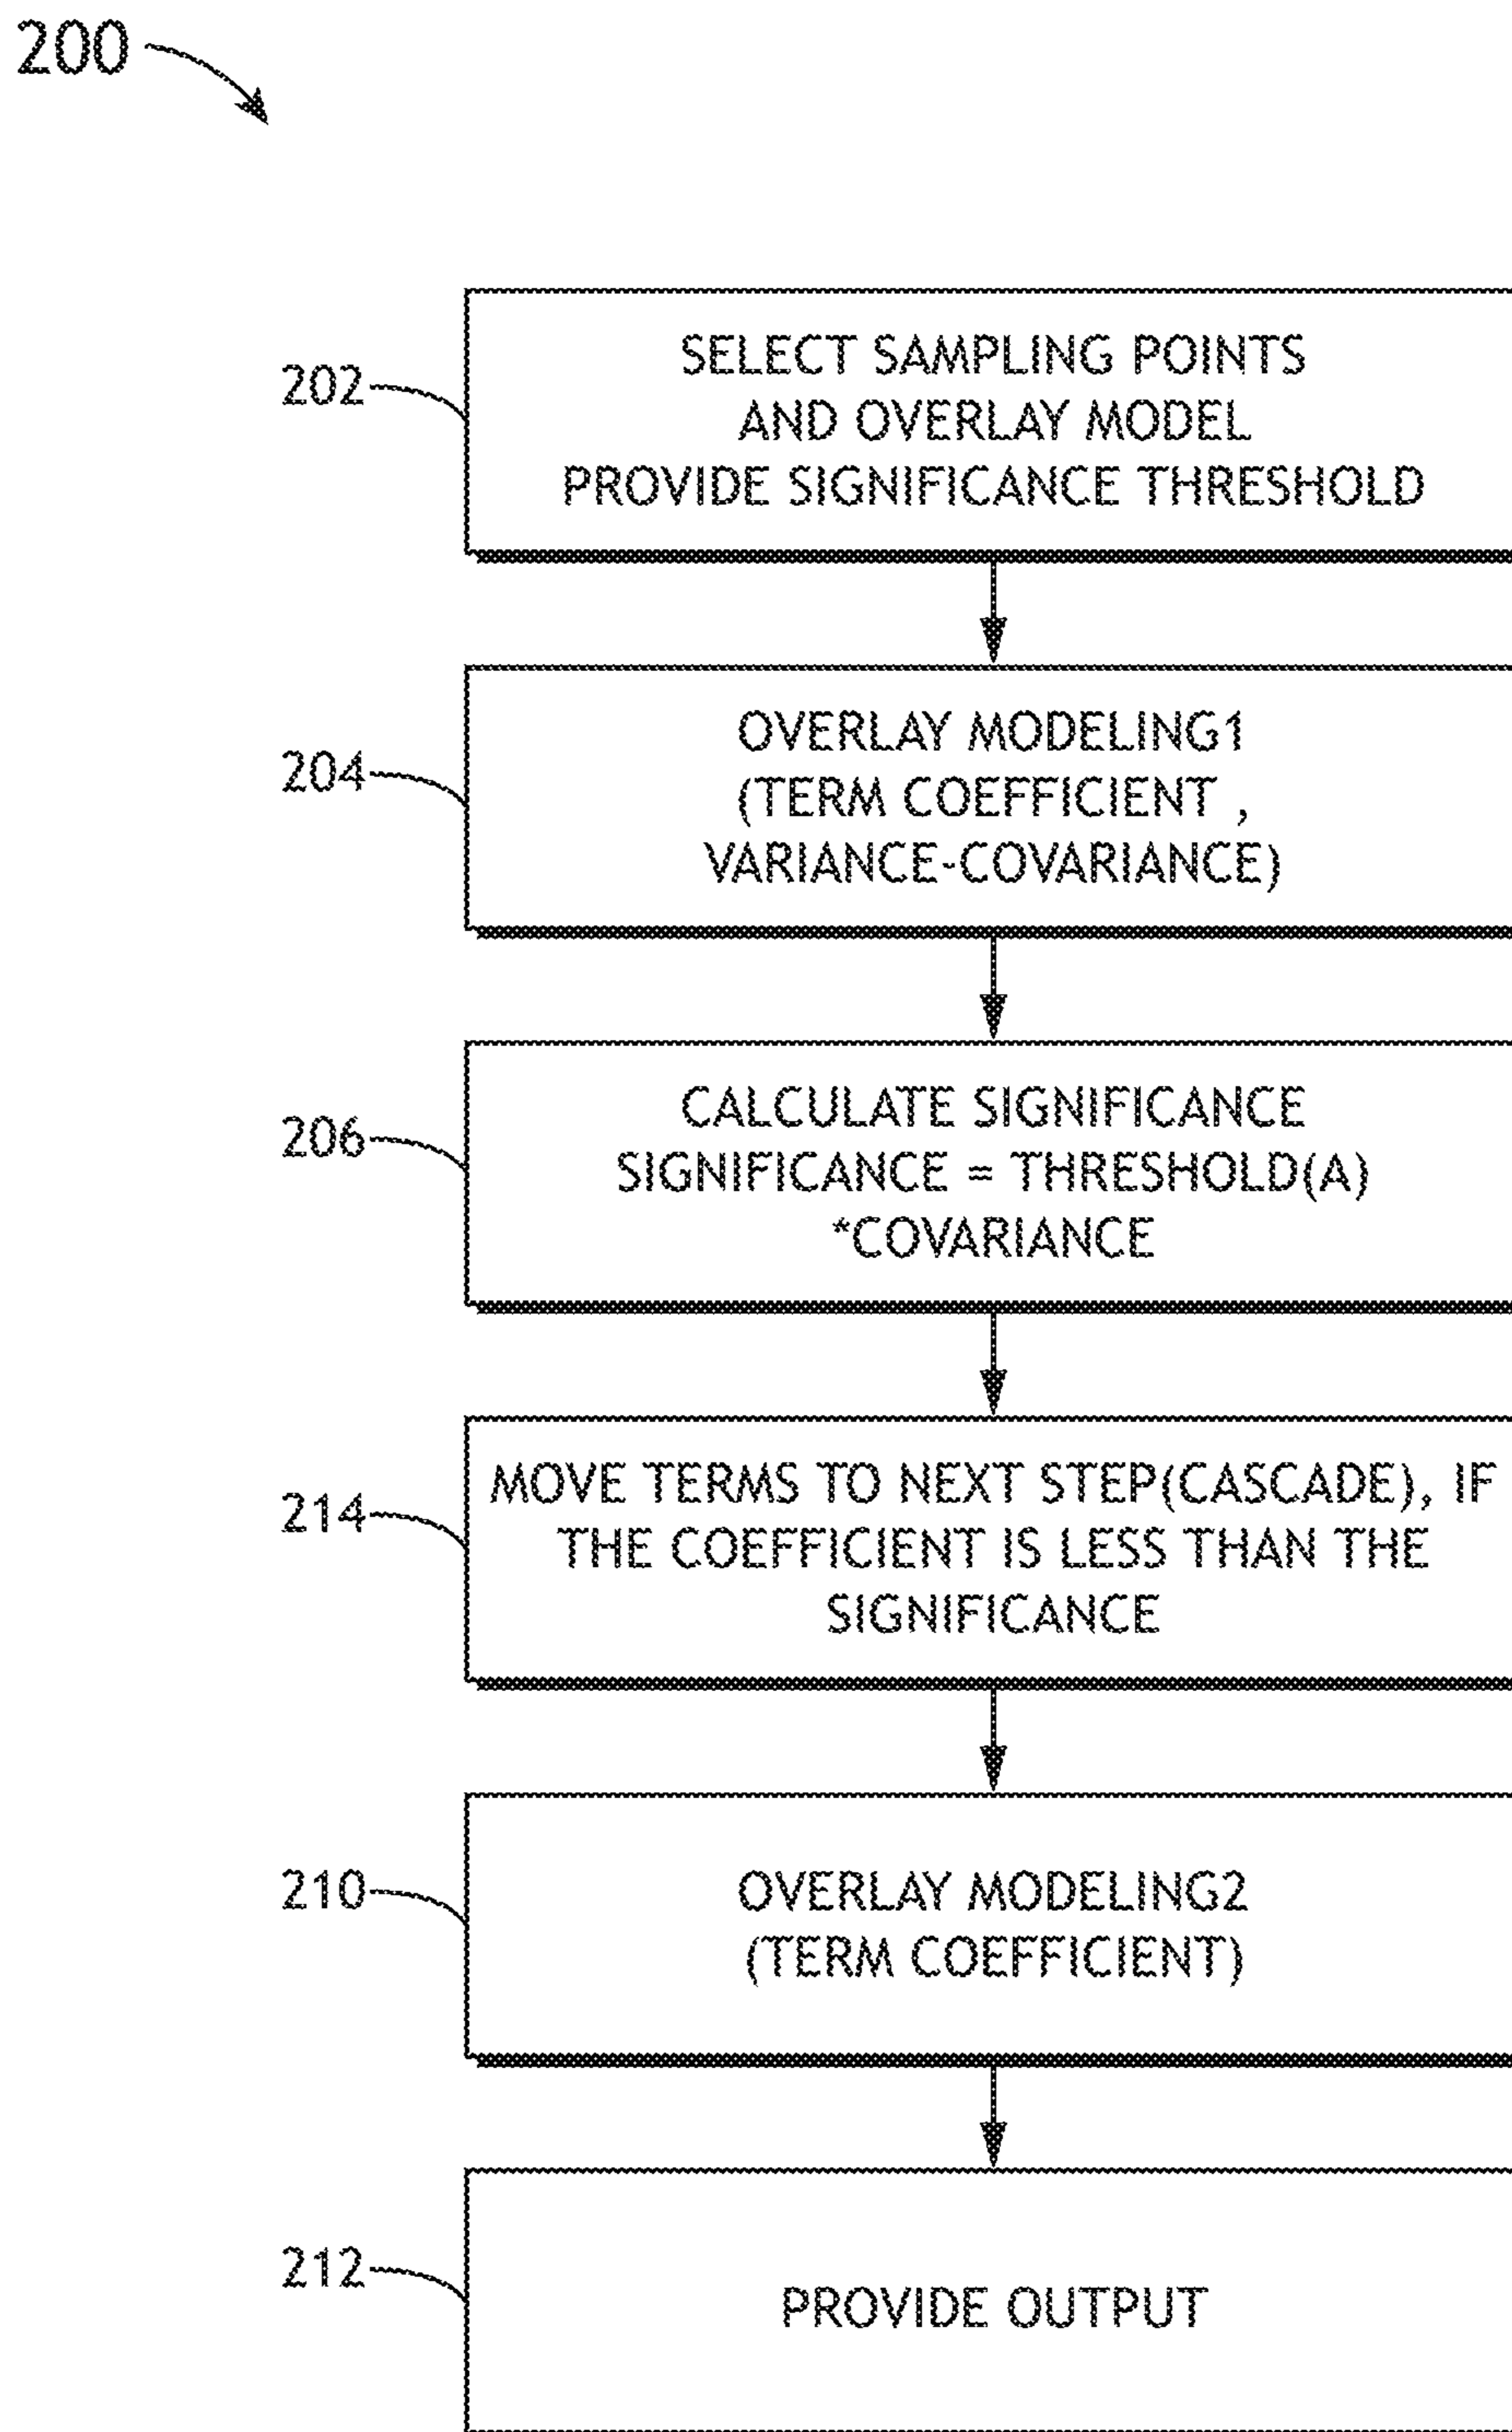 200
202
SELECT SAMPLING POINTS
AND OVERLAY MODEL
PROVIDE SIGNIFICANCE THRESHOLD
204
OVERLAY MODELING1
(TERM COEFFICIENT ,
VARIANCE-COVARIANCE)
206
CALCULATE SIGNIFICANCE
SIGNIFICANCE = THRESHOLD(A)
*COVARIANCE
214
MOVE TERMS TO NEXT STEP(CASCADE), IF
THE COEFFICIENT IS LESS THAN THE
SIGNIFICANCE
210
OVERLAY MODELING2
(TERM COEFFICIENT)
212
PROVIDE OUTPUT